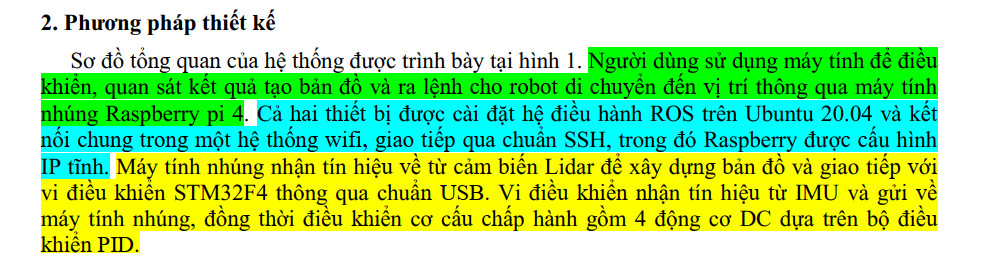 2. Phương pháp thiết kế
Sơ đồ tổng quan của hệ thống được trình bày tại hình 1. Người dùng sử dụng máy tính để điều
khiển, quan sát kết quả tạo bản đồ và ra lệnh cho robot di chuyển đến vị trí thông qua máy tính
nhúng Raspberry pi 4. Cả hai thiết bị được cài đặt hệ điều hành ROS trên Ubuntu 20.04 và kết
nối chung trong một hệ thống wifi, giao tiếp qua chuẩn SSH, trong đó Raspberry được cấu hình
IP tĩnh. Máy tính nhúng nhận tín hiệu về từ cảm biến Lidar để xây dựng bản đồ và giao tiếp với
vi điều khiển STM32F4 thông qua chuẩn USB. Vi điều khiển nhận tín hiệu từ IMU và gửi về
máy tính nhúng, đồng thời điều khiển cơ cấu chấp hành gồm 4 động cơ DC dựa trên bộ điều
khiển PID.